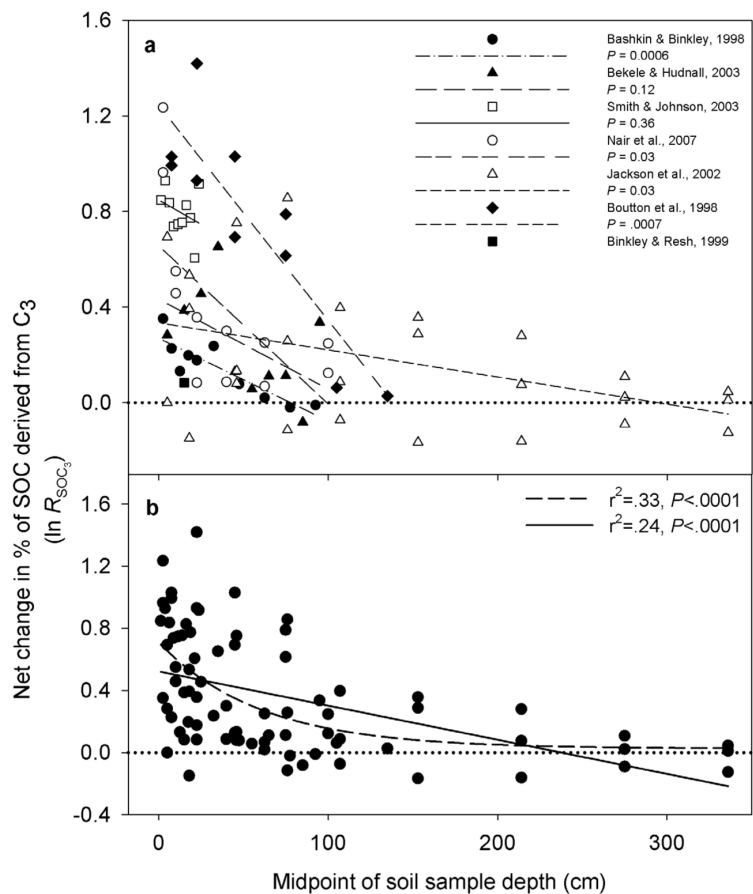 a
1.6
1.2
0.8
0.4
0.0
Bashkin & Binkley, 1998
P = 0.0006
Bekele & Hudnall, 2003
P = 0.12
Smith & Johnson, 2003
P = 0.36
Nair et al., 2007
P = 0.03
Jackson et al., 2002
P = 0.03
Boutton et al., 1998
P = .0007
Binkley & Resh, 1999
Net change in % of SOC derived from C3
(ln RSOC3)
b
1.6
1.2
0.8
0.4
0.0
-0.4
r2=.33, P<.0001
r2=.24, P<.0001
0
100
200
300
Midpoint of soil sample depth (cm)